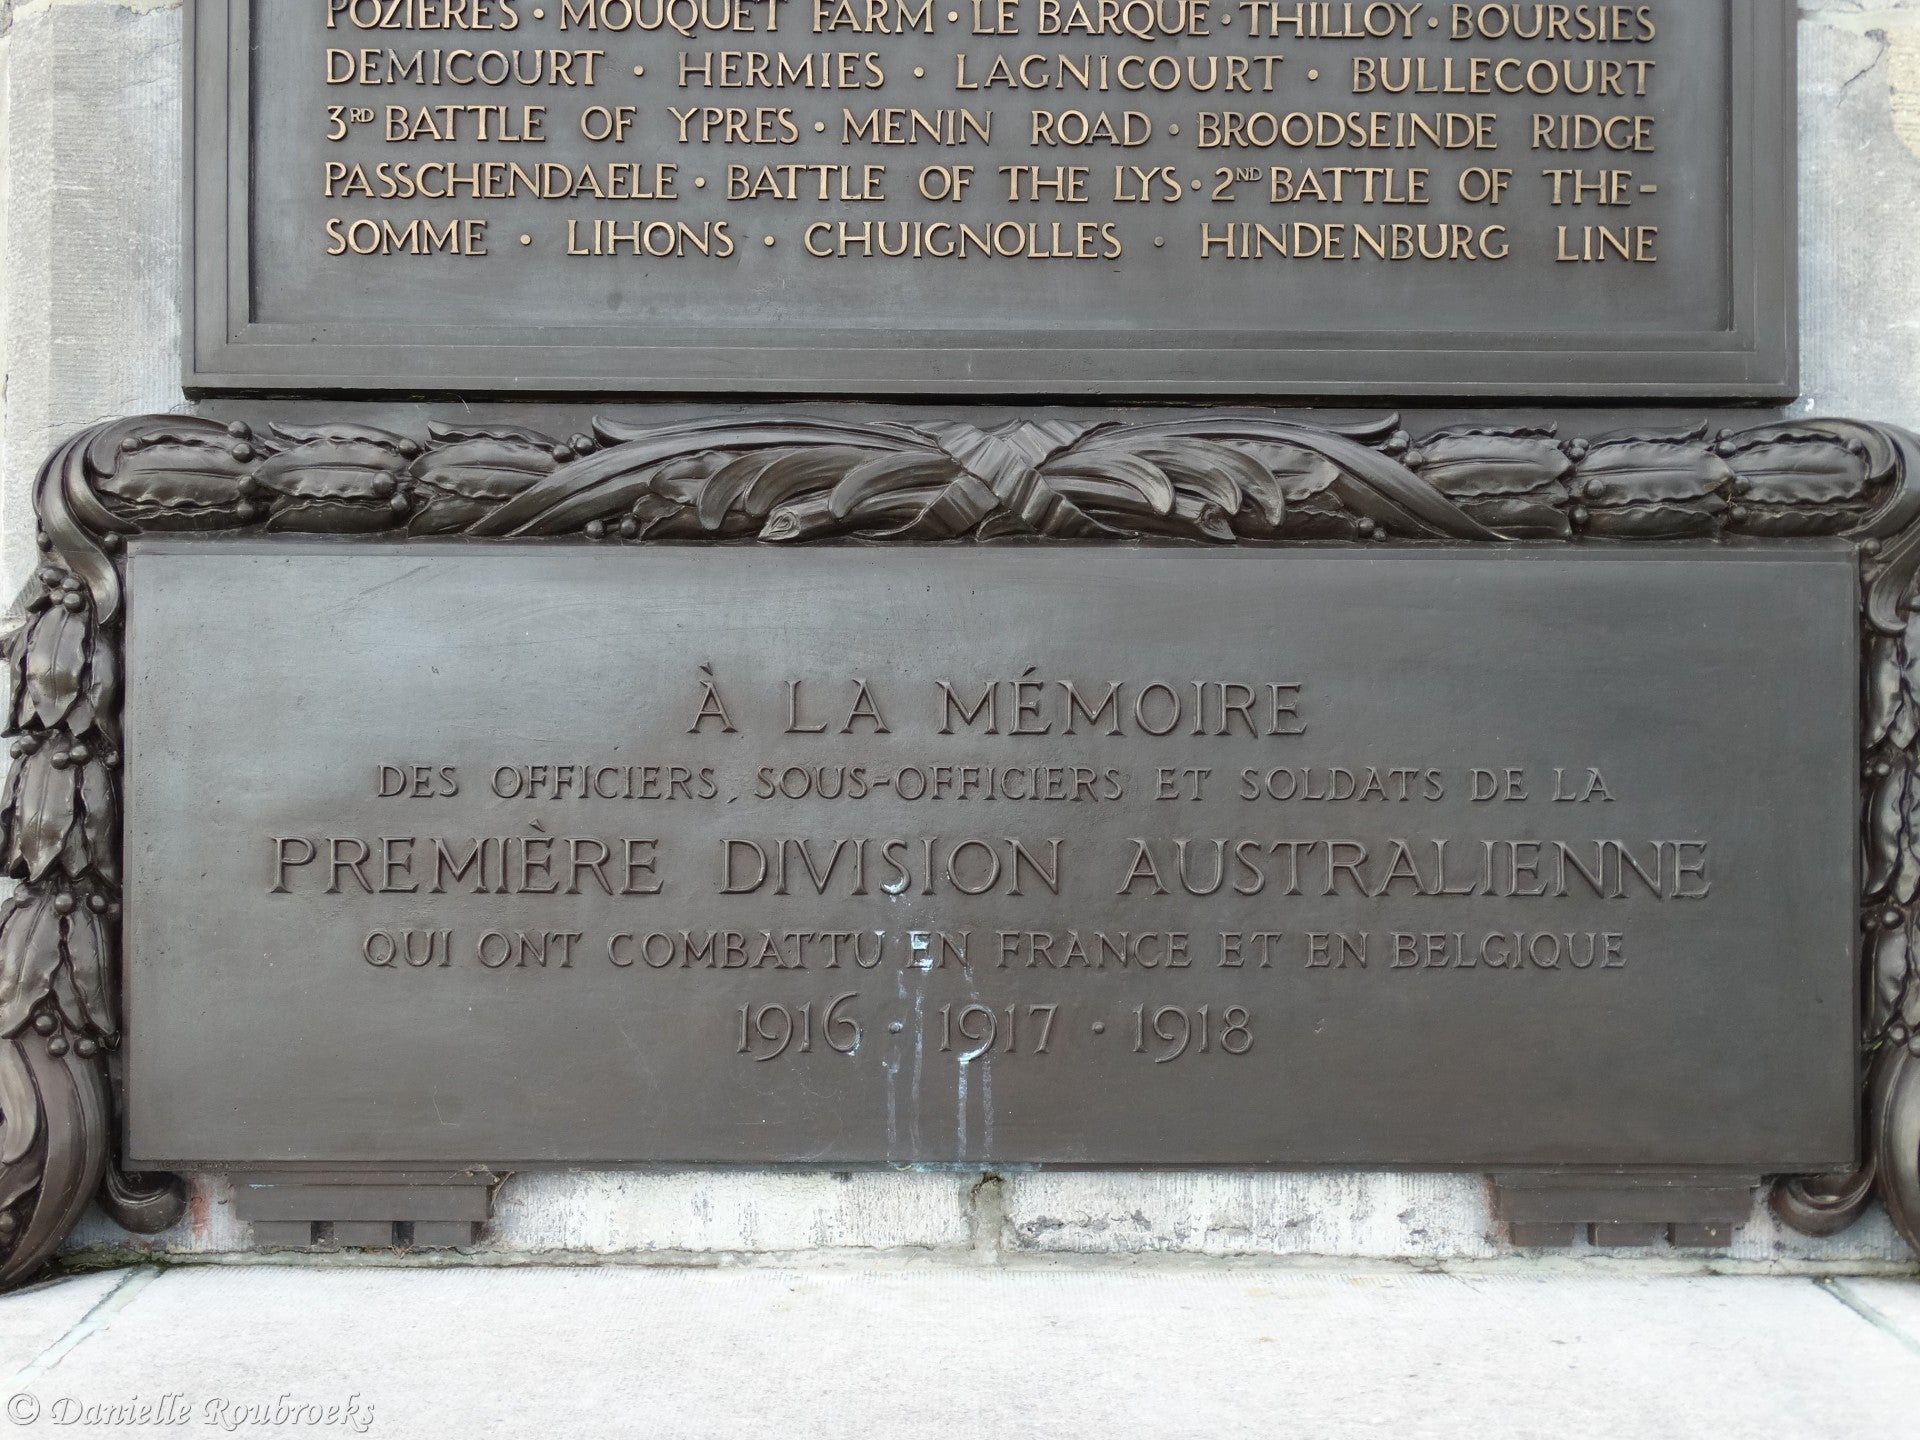 POZIÈRES · MOUQUET FARM · LE BARQUE · THILLOY · BOURSIES
DEMICOURT · HERMIES · LAGNICOURT · BULLECOURT
3RD BATTLE OF YPRES · MENIN ROAD · BROODSEINDE RIDGE
PASSCHENDAELE · BATTLE OF THE LYS · 2ND BATTLE OF THE-
SOMME · LIHONS · CHUIGNOLLES · HINDENBURG LINE
À LA MÉMOIRE
DES OFFICIERS, SOUS-OFFICIERS ET SOLDATS DE LA
PREMIÈRE DIVISION AUSTRALIENNE
QUI ONT COMBATTU EN FRANCE ET EN BELGIQUE
1916 · 1917 · 1918
© Danielle Roubroeks